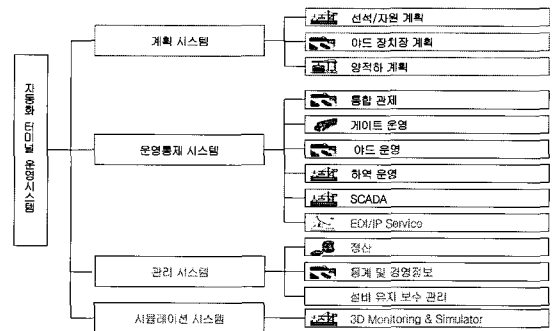 자동화 터미널 운영시스템
계획 시스템
선석/자원 계획
야드 장치장 계획
양적하 계획
운영통제 시스템
통합 관제
게이트 운영
야드 운영
하역 운영
SCADA
EDI/IP Service
관리 시스템
정산
통계 및 경영정보
설비 유지 보수 관리
시뮬레이션 시스템
3D Monitoring & Simulator